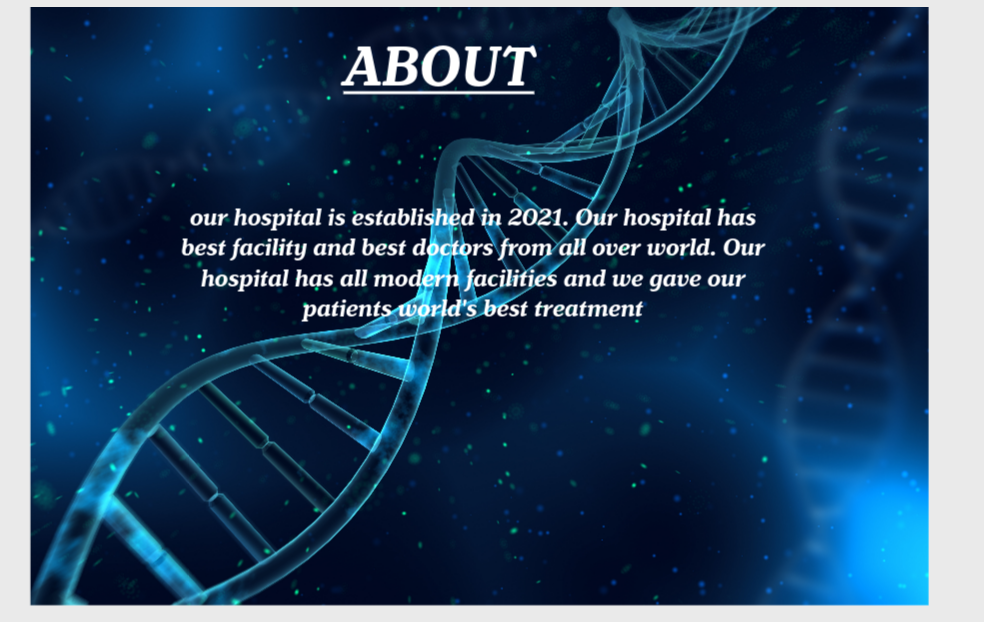 ABOUT
our hospital is established in 2021. Our hospital has
best facility and best doctors from all over world. Our
hospital has all modern facilities and we gave our
patients world's best treatment